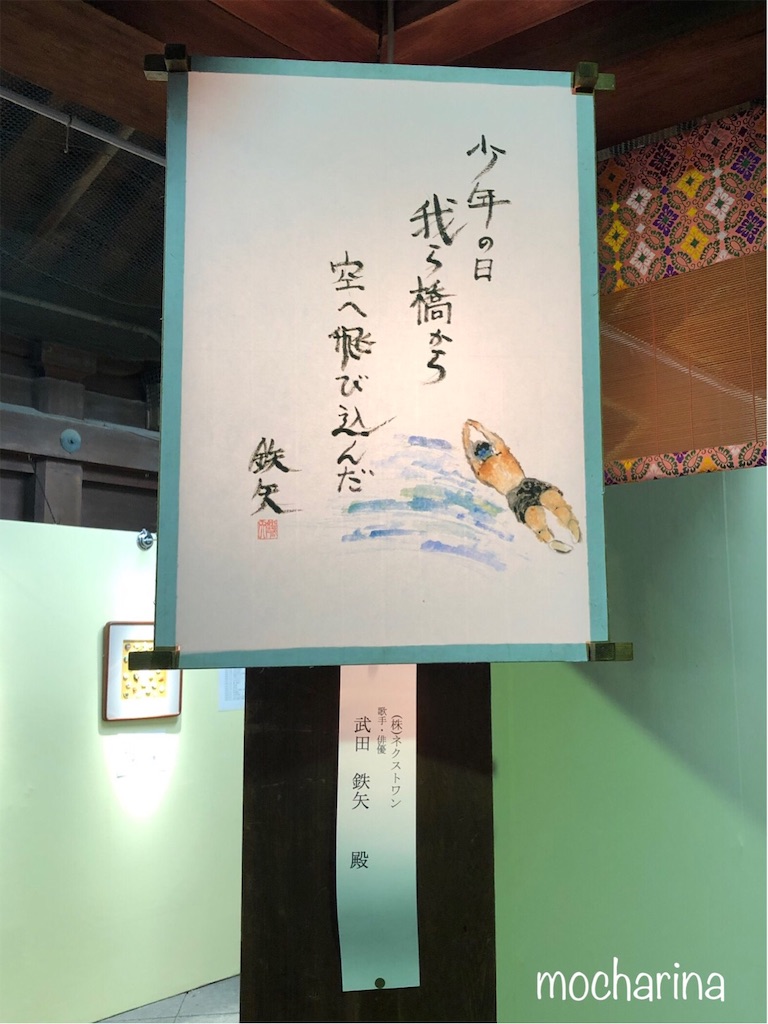 少年の日
我ら橋から
空へ飛び込んだ
鉄矢
(株)ネクストワン
歌手・俳優
武田 鉄矢 殿
mocharina